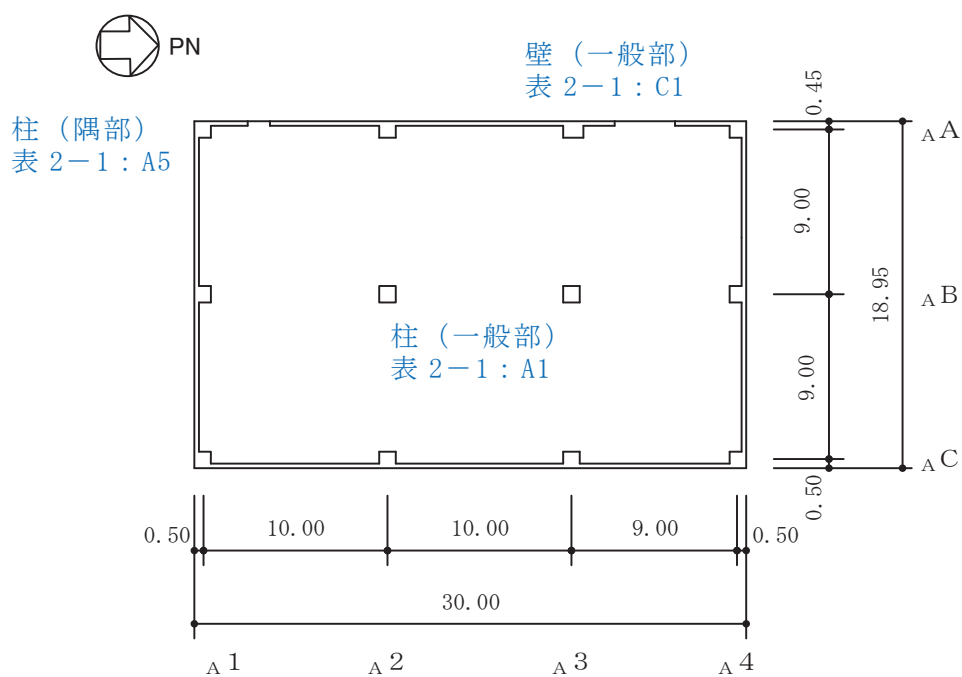 PN
壁（一般部）
表 2－1：C1
柱（隅部）
表 2－1：A5
0.45
AA
9.00
18.95
AB
柱（一般部）
表 2－1：A1
9.00
AC
0.50
0.50
10.00
10.00
9.00
0.50
30.00
A1
A2
A3
A4